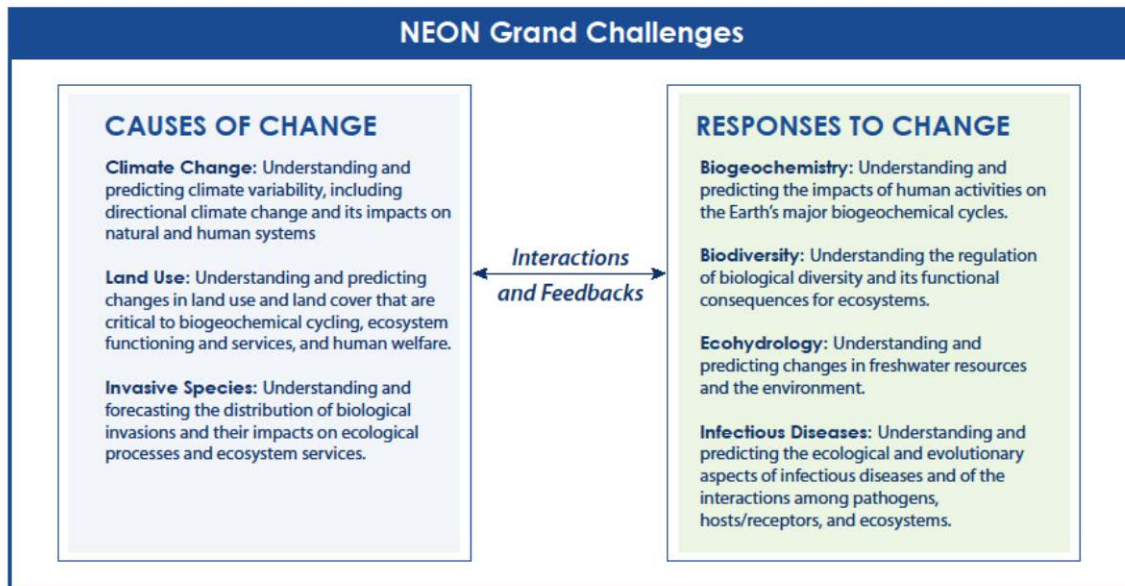 NEON Grand Challenges
CAUSES OF CHANGE
Climate Change: Understanding and
predicting climate variability, including
directional climate change and its impacts on
natural and human systems
Land Use: Understanding and predicting
changes in land use and land cover that are
critical to biogeochemical cycling, ecosystem
functioning and services, and human welfare.
Invasive Species: Understanding and
forecasting the distribution of biological
invasions and their impacts on ecological
processes and ecosystem services.
Interactions
and Feedbacks
RESPONSES TO CHANGE
Biogeochemistry: Understanding and
predicting the impacts of human activities on
the Earth's major biogeochemical cycles.
Biodiversity: Understanding the regulation
of biological diversity and its functional
consequences for ecosystems.
Ecohydrology: Understanding and
predicting changes in freshwater resources
and the environment.
Infectious Diseases: Understanding and
predicting the ecological and evolutionary
aspects of infectious diseases and of the
interactions among pathogens,
hosts/receptors, and ecosystems.